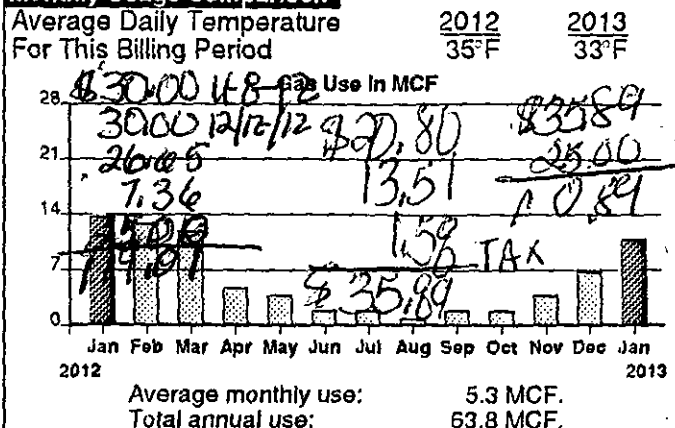 Monthly Usage Comparison
Average Daily Temperature 2012 2013
For This Billing Period 35°F 33°F
Gas Use In MCF
$30.00
28
30.00 12/12/12 $20.80 $35.89
21 26.65 13.51 25.00
7.36 10.89
14
1.58 TAX
7
$35.89
0
Jan Feb Mar Apr May Jun Jul Aug Sep Oct Nov Dec Jan
2012 2013
Average monthly use: 5.3 MCF.
Total annual use: 63.8 MCF.